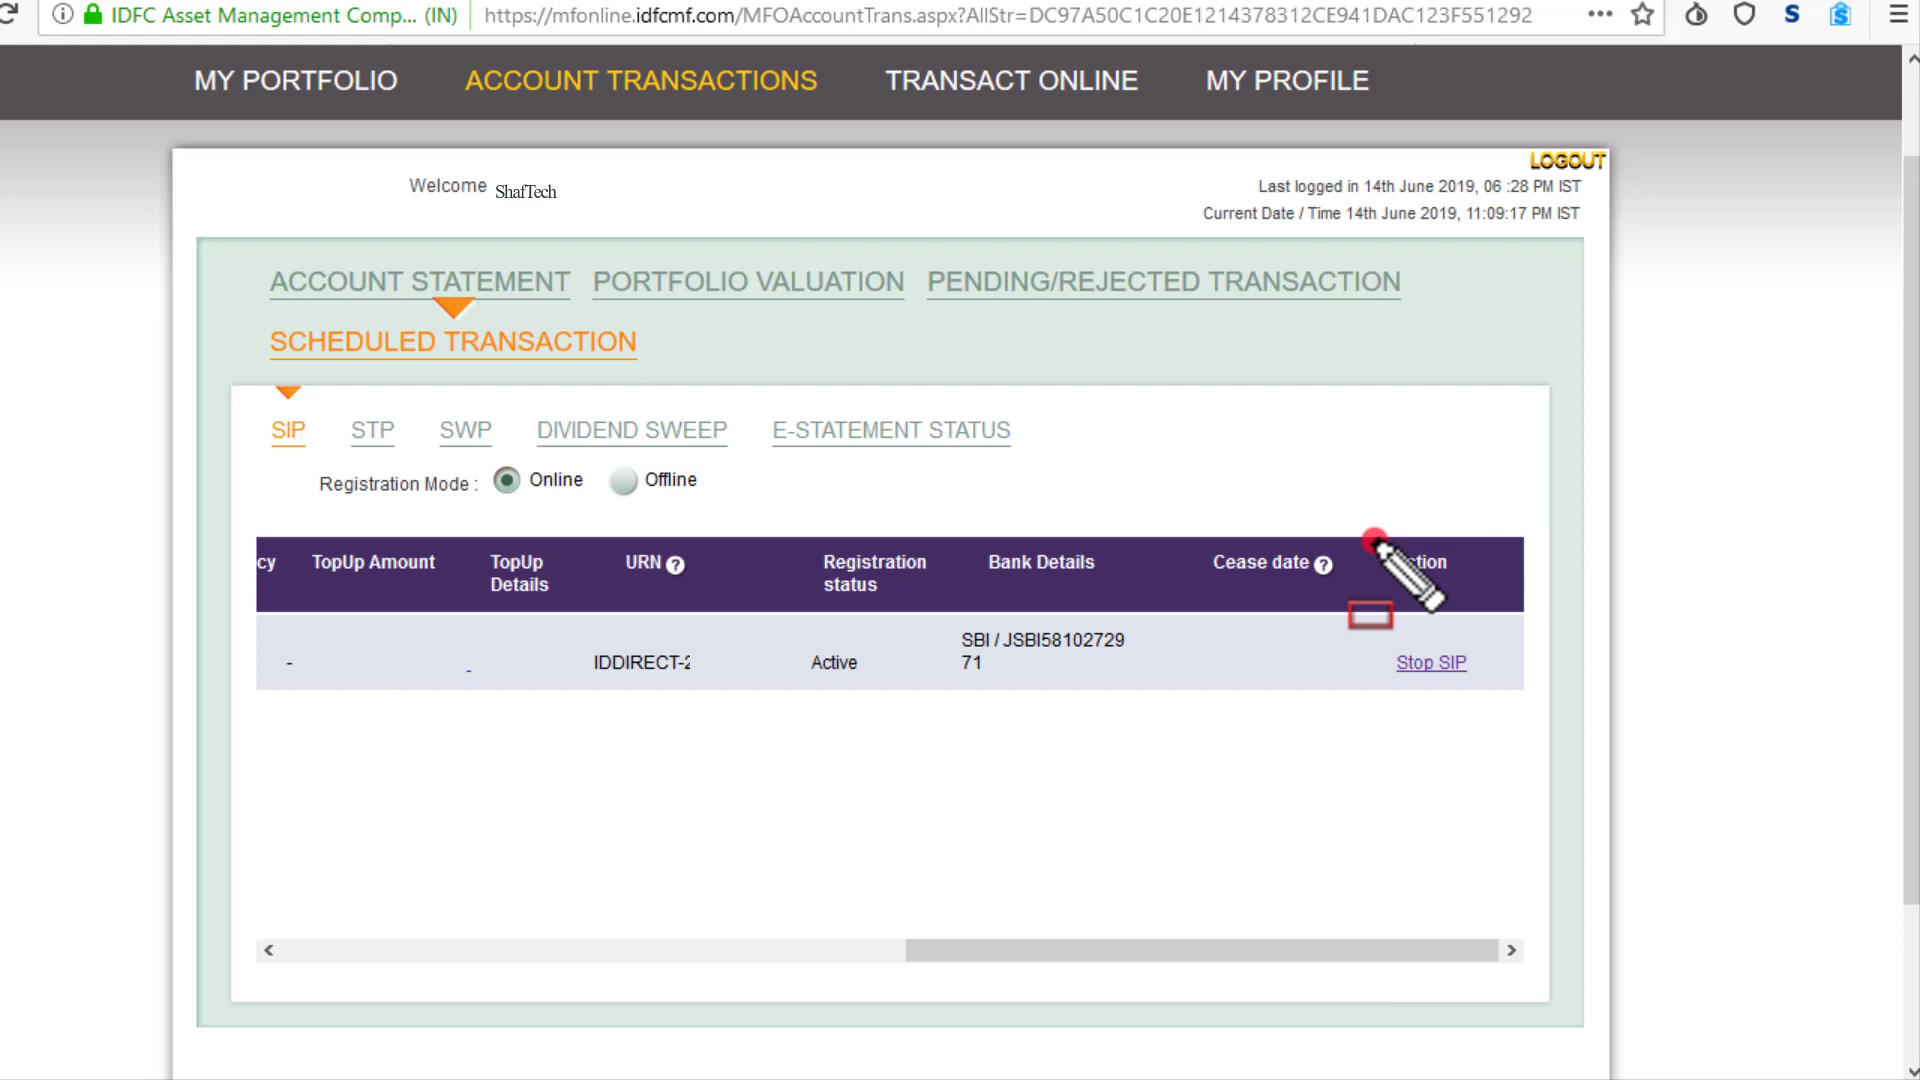 IDFC Asset Management Comp... (IN) https://mfonline.idfcmf.com/MFOAccountTrans.aspx?AllStr=DC97A50C1C20E1214378312CE941DAC123F551292
MY PORTFOLIO ACCOUNT TRANSACTIONS TRANSACT ONLINE MY PROFILE
LOGOUT
Welcome ShafTech
Last logged in 14th June 2019, 06 :28 PM IST
Current Date / Time 14th June 2019, 11:09:17 PM IST
ACCOUNT STATEMENT PORTFOLIO VALUATION PENDING/REJECTED TRANSACTION
SCHEDULED TRANSACTION
SIP STP SWP DIVIDEND SWEEP E-STATEMENT STATUS
Registration Mode : Online Offline
cy TopUp Amount TopUp Details URN ? Registration status Bank Details Cease date ? tion
- - IDDIRECT-2 Active SBI / JSBI58102729
71 Stop SIP